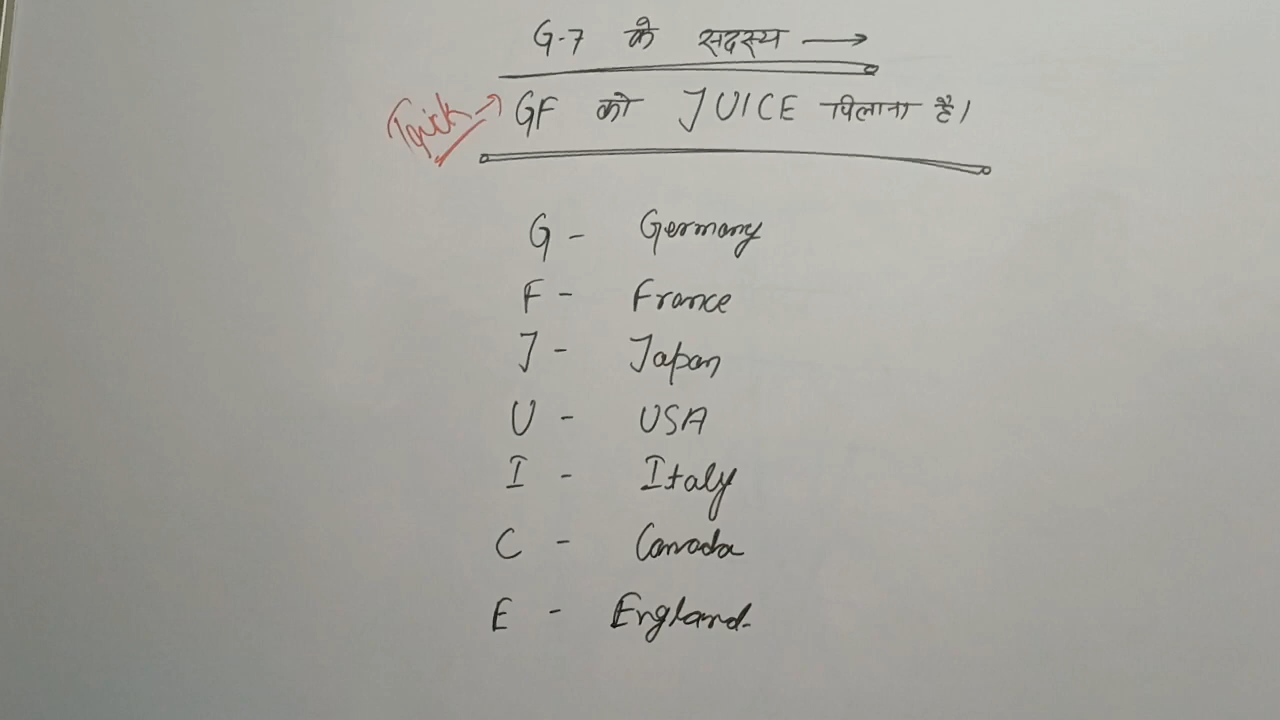 G-7 के सदस्य →
Trick → GF को JUICE पिलाना है।
G - Germany
F - France
J - Japan
U - USA
I - Italy
C - Canada
E - England.